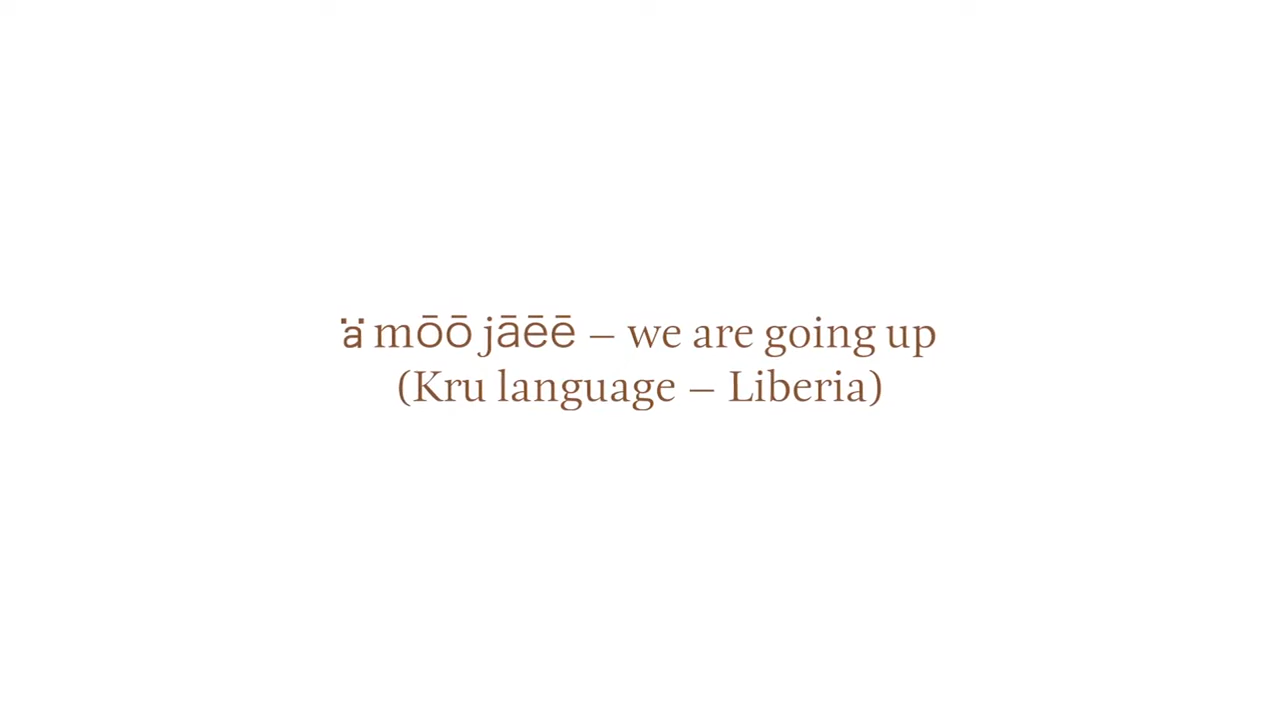 ä mōō jāēē – we are going up
(Kru language – Liberia)